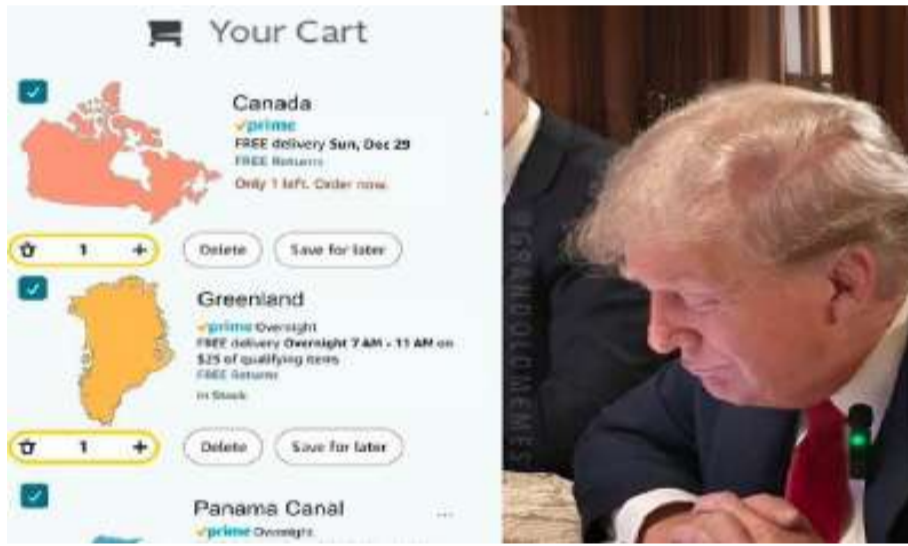 Your Cart
Canada
prime
FREE delivery Sun, Dec 29
FREE Returns
Only 1 left. Order now.
1 +
Delete
Save for later
Greenland
prime Overnight
FREE delivery Overnight 7 AM - 11 AM on
$25 of qualifying items
FREE Returns
In Stock
1 +
Delete
Save for later
Panama Canal
...
prime Overnight
@GRANDOLDMEMES